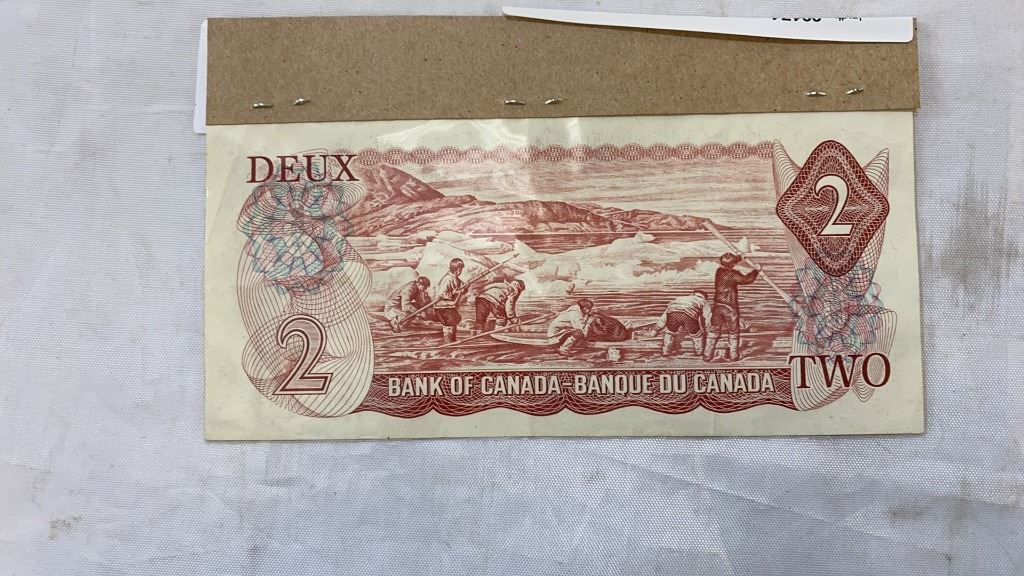 DEUX
2
2
BANK OF CANADA-BANQUE DU CANADA
TWO